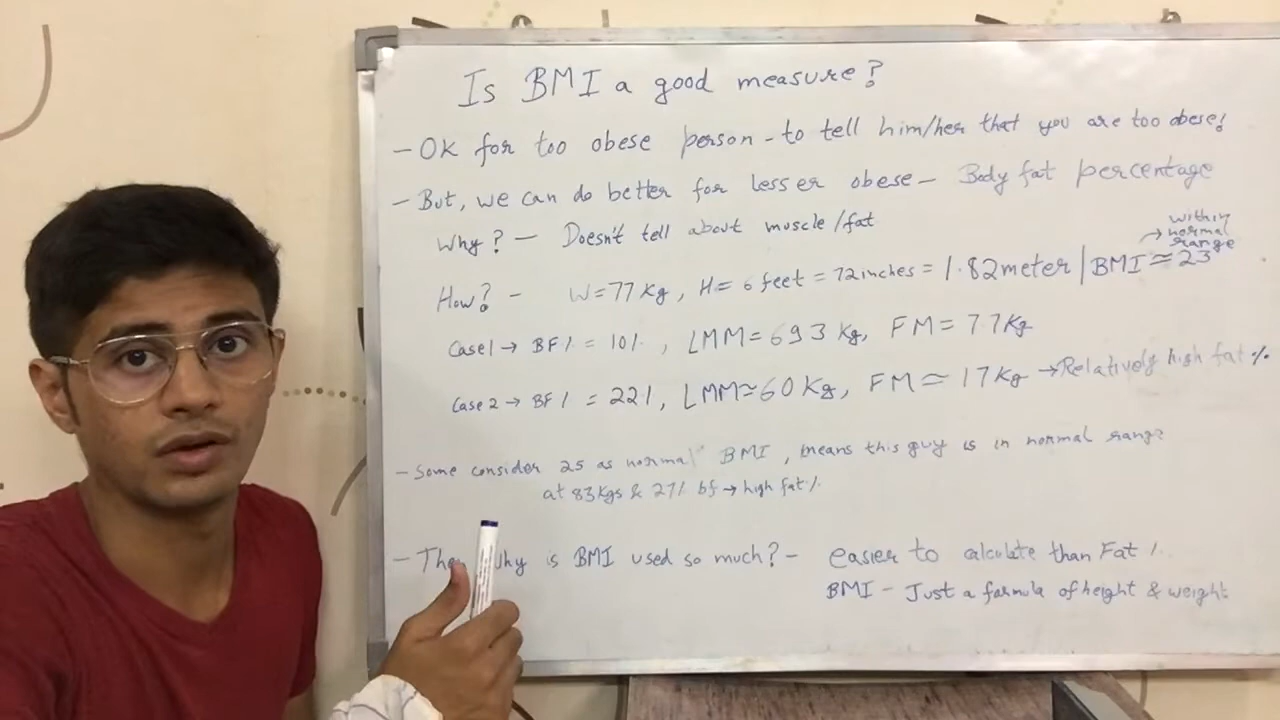 Is BMI a good measure?
- OK for too obese person - to tell him/her that you are too obese!
- But, we can do better for lesser obese - Body fat percentage
Why? - Doesn't tell about muscle/fat
→ within normal range
How? - W=77 Kg, H= 6 feet = 72 inches = 1.82 meter | BMI ≃ 23
Case 1 → BF% = 10%, LMM = 693 Kg, FM = 7.7 Kg
Case 2 → BF% = 22%, LMM ≃ 60 Kg, FM ≃ 17 Kg → Relatively high fat %
- Some consider 25 as normal BMI, means this guy is in normal range
at 83 Kgs & 27% bf → high fat %
- Then why is BMI used so much? - easier to calculate than Fat %
BMI - Just a formula of height & weight